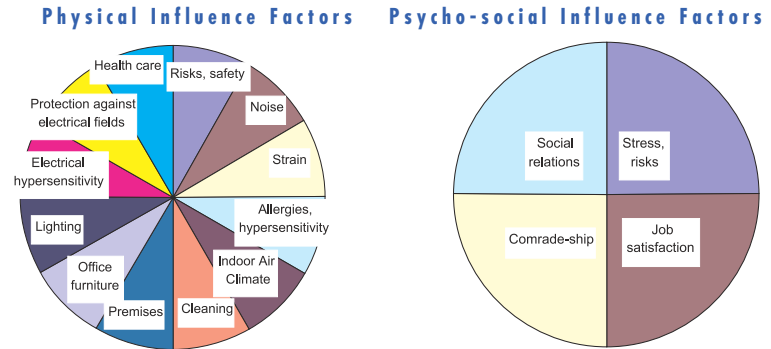 Physical Influence Factors
Health care
Risks, safety
Noise
Protection against
electrical fields
Strain
Electrical
hypersensitivity
Allergies,
hypersensitivity
Lighting
Indoor Air
Climate
Office
furniture
Premises
Cleaning
Psycho-social Influence Factors
Social
relations
Stress,
risks
Comrade-ship
Job
satisfaction